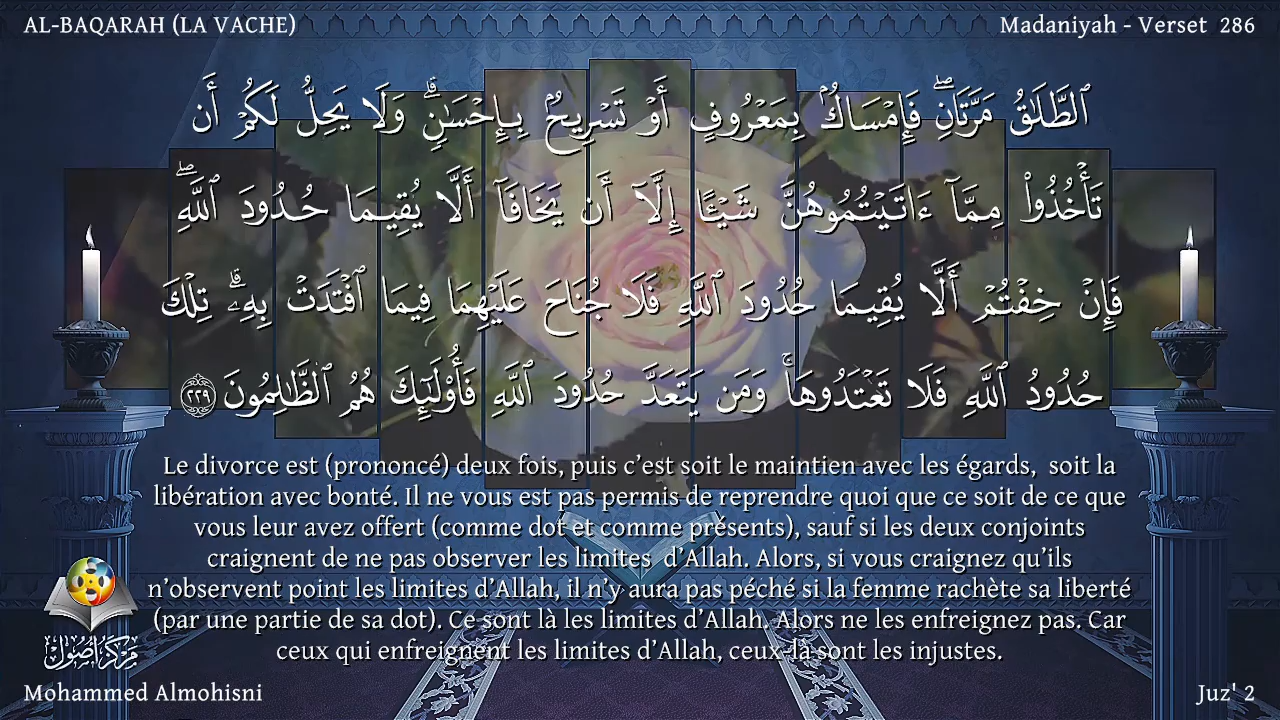 AL-BAQARAH (LA VACHE)
Madaniyah - Verset 286
ٱلطَّلَٰقُ مَرَّتَانِۖ فَإِمۡسَاكُۢ بِمَعۡرُوفٍ أَوۡ تَسۡرِيحُۢ بِإِحۡسَٰنٖۗ وَلَا يَحِلُّ لَكُمۡ أَن
تَأۡخُذُواْ مِمَّآ ءَاتَيۡتُمُوهُنَّ شَيۡـًٔا إِلَّآ أَن يَخَافَآ أَلَّا يُقِيمَا حُدُودَ ٱللَّهِۖ
فَإِنۡ خِفۡتُمۡ أَلَّا يُقِيمَا حُدُودَ ٱللَّهِ فَلَا جُنَاحَ عَلَيۡهِمَا فِيمَا ٱفۡتَدَتۡ بِهِۦۗ تِلۡكَ
حُدُودُ ٱللَّهِ فَلَا تَعۡتَدُوهَاۚ وَمَن يَتَعَدَّ حُدُودَ ٱللَّهِ فَأُوْلَٰٓئِكَ هُمُ ٱلظَّٰلِمُونَ ٢٢٩
Le divorce est (prononcé) deux fois, puis c’est soit le maintien avec les égards, soit la
libération avec bonté. Il ne vous est pas permis de reprendre quoi que ce soit de ce que
vous leur avez offert (comme dot et comme présents), sauf si les deux conjoints
craignent de ne pas observer les limites d’Allah. Alors, si vous craignez qu’ils
n’observent point les limites d’Allah, il n’y aura pas péché si la femme rachète sa liberté
(par une partie de sa dot). Ce sont là les limites d’Allah. Alors ne les enfreignez pas. Car
ceux qui enfreignent les limites d’Allah, ceux-là sont les injustes.
مركز أصول
Mohammed Almohisni
Juz' 2